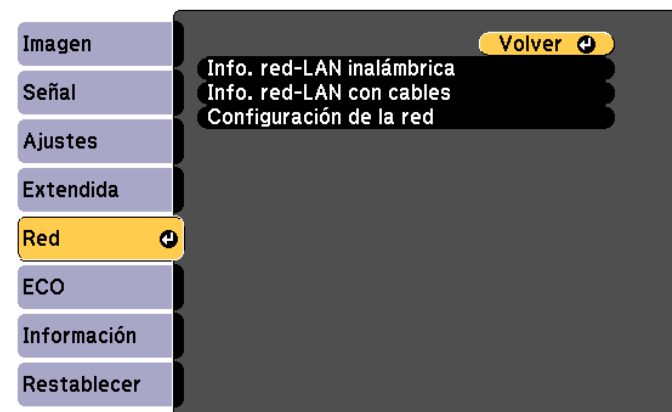 Imagen
Señal
Ajustes
Extendida
Red
ECO
Información
Restablecer
Volver
Info. red-LAN inalámbrica
Info. red-LAN con cables
Configuración de la red